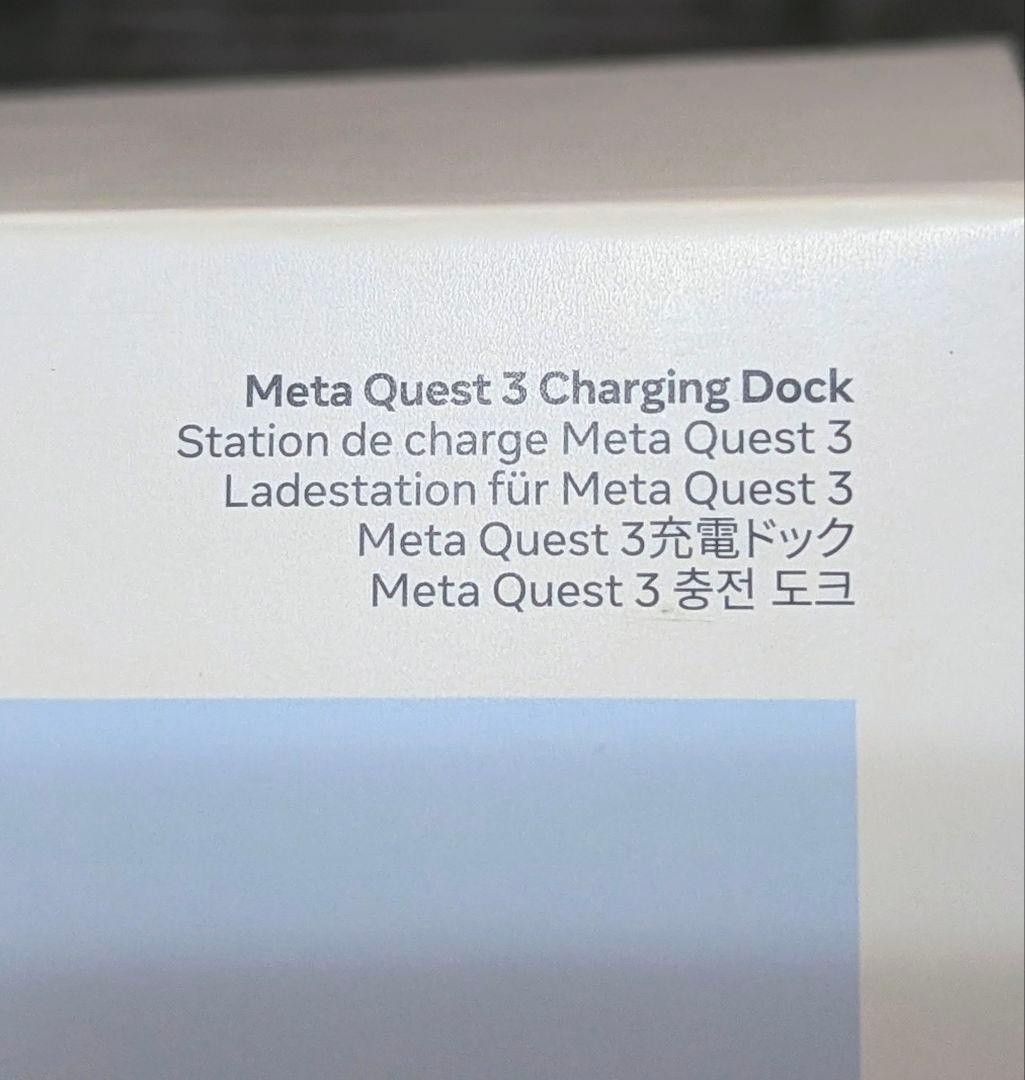 Meta Quest 3 Charging Dock
Station de charge Meta Quest 3
Ladestation für Meta Quest 3
Meta Quest 3充電ドック
Meta Quest 3 충전 도크